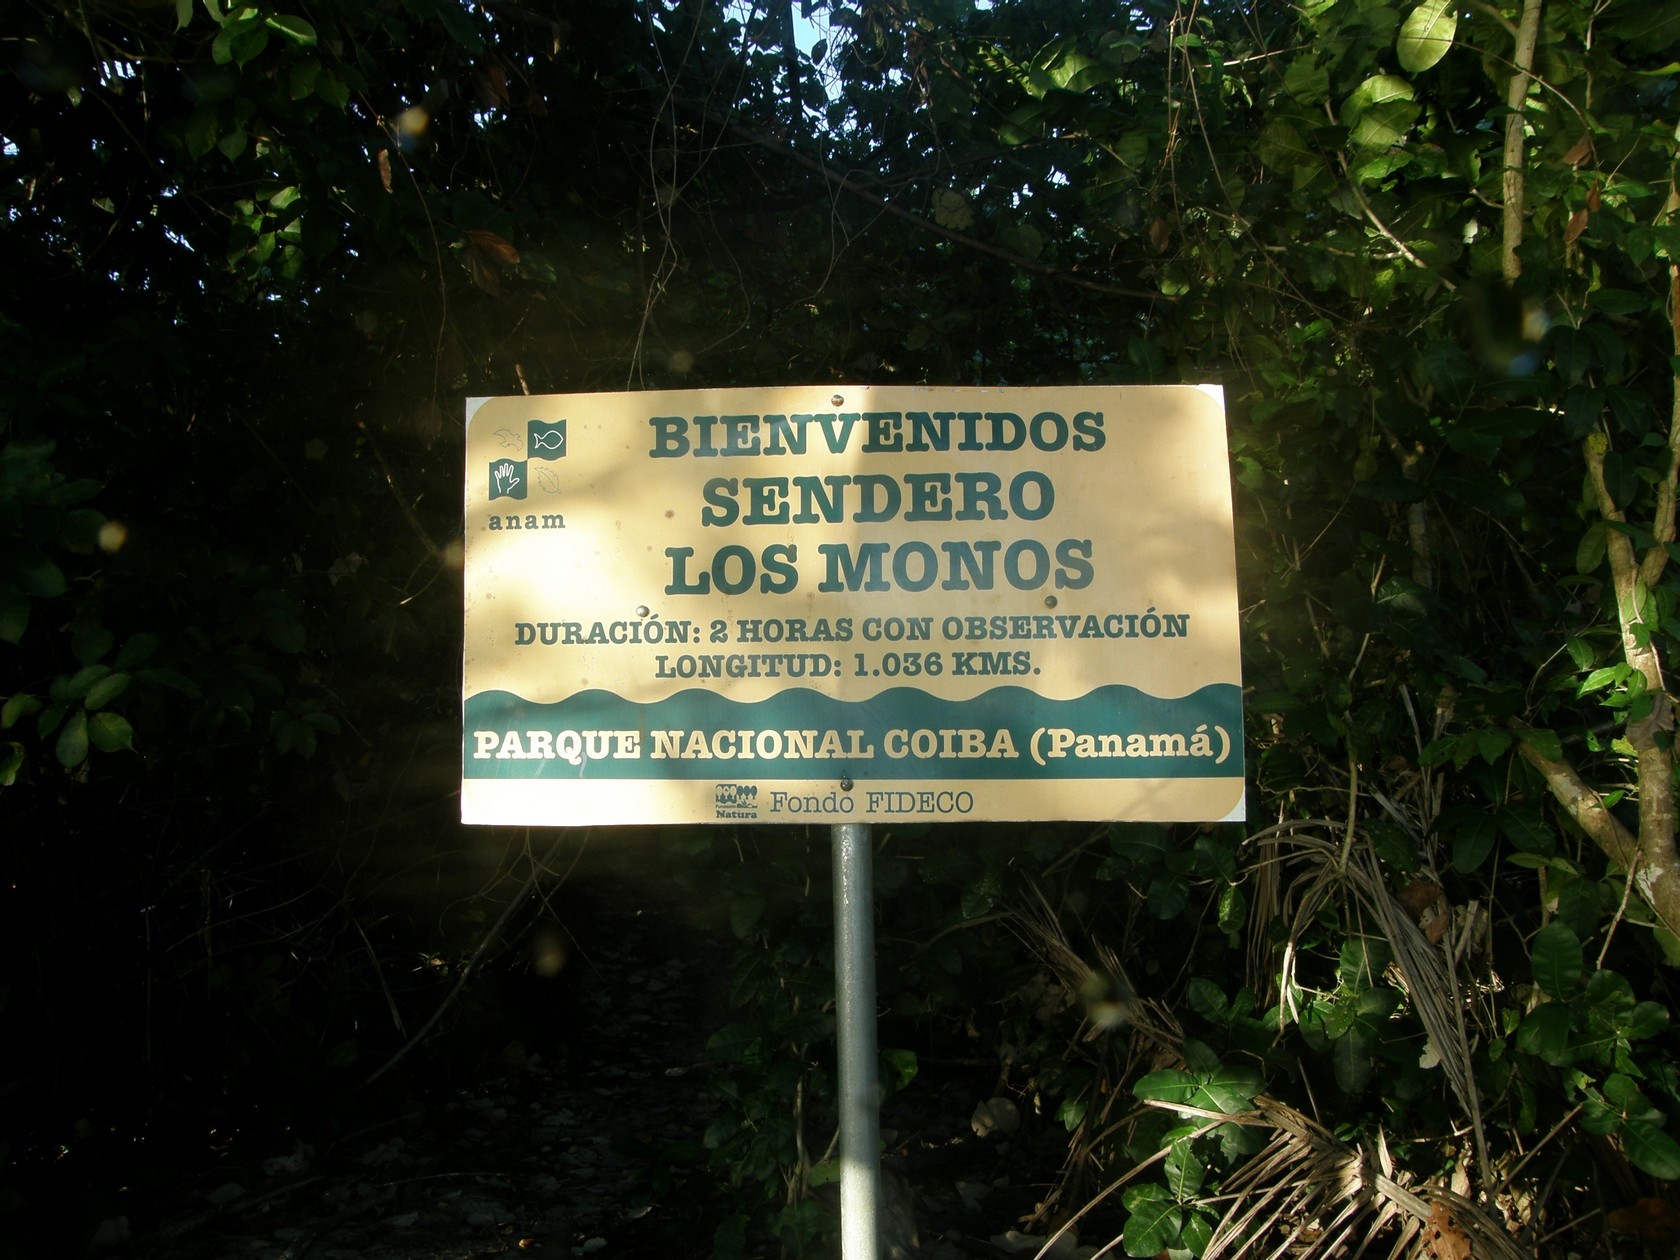 anam
BIENVENIDOS
SENDERO
LOS MONOS
DURACIÓN: 2 HORAS CON OBSERVACIÓN
LONGITUD: 1.036 KMS.
PARQUE NACIONAL COIBA (Panamá)
Natura
Fondo FIDECO